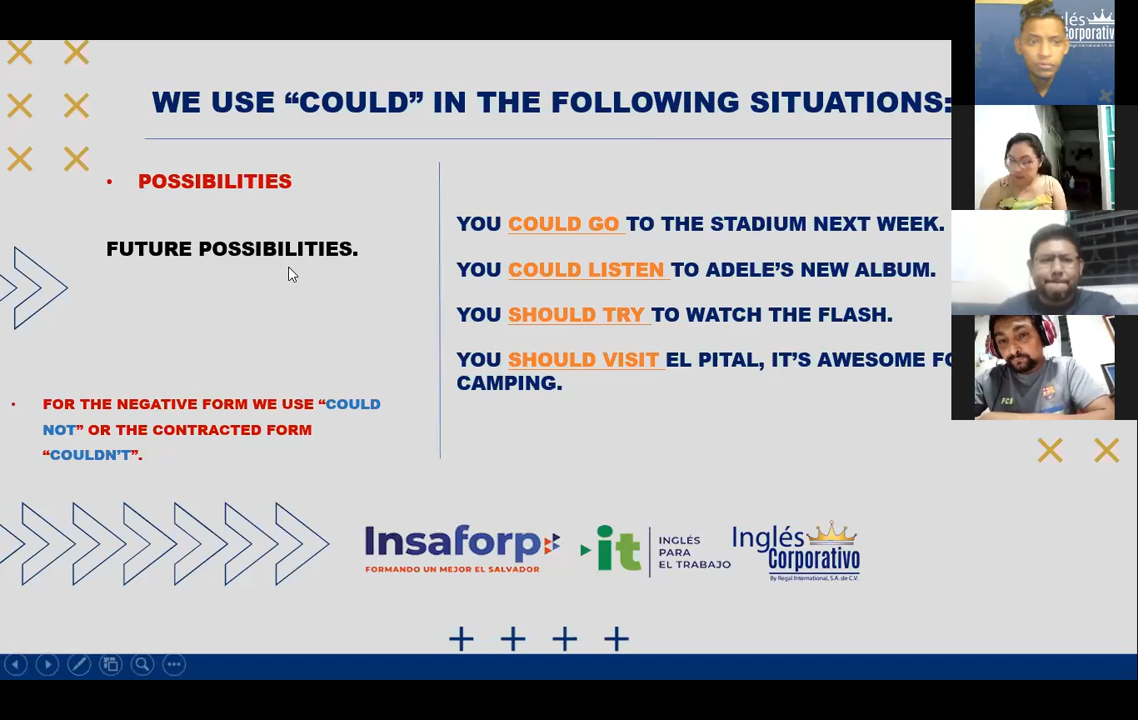 WE USE “COULD” IN THE FOLLOWING SITUATIONS:
• POSSIBILITIES
FUTURE POSSIBILITIES.
• FOR THE NEGATIVE FORM WE USE “COULD
NOT” OR THE CONTRACTED FORM
“COULDN’T”.
YOU COULD GO TO THE STADIUM NEXT WEEK.
YOU COULD LISTEN TO ADELE’S NEW ALBUM.
YOU SHOULD TRY TO WATCH THE FLASH.
YOU SHOULD VISIT EL PITAL, IT’S AWESOME
CAMPING.
Insaforp
FORMANDO UN MEJOR EL SALVADOR
it
INGLÉS
PARA
EL TRABAJO
Inglés
Corporativo
By Regal International, S.A. de C.V.
FCB